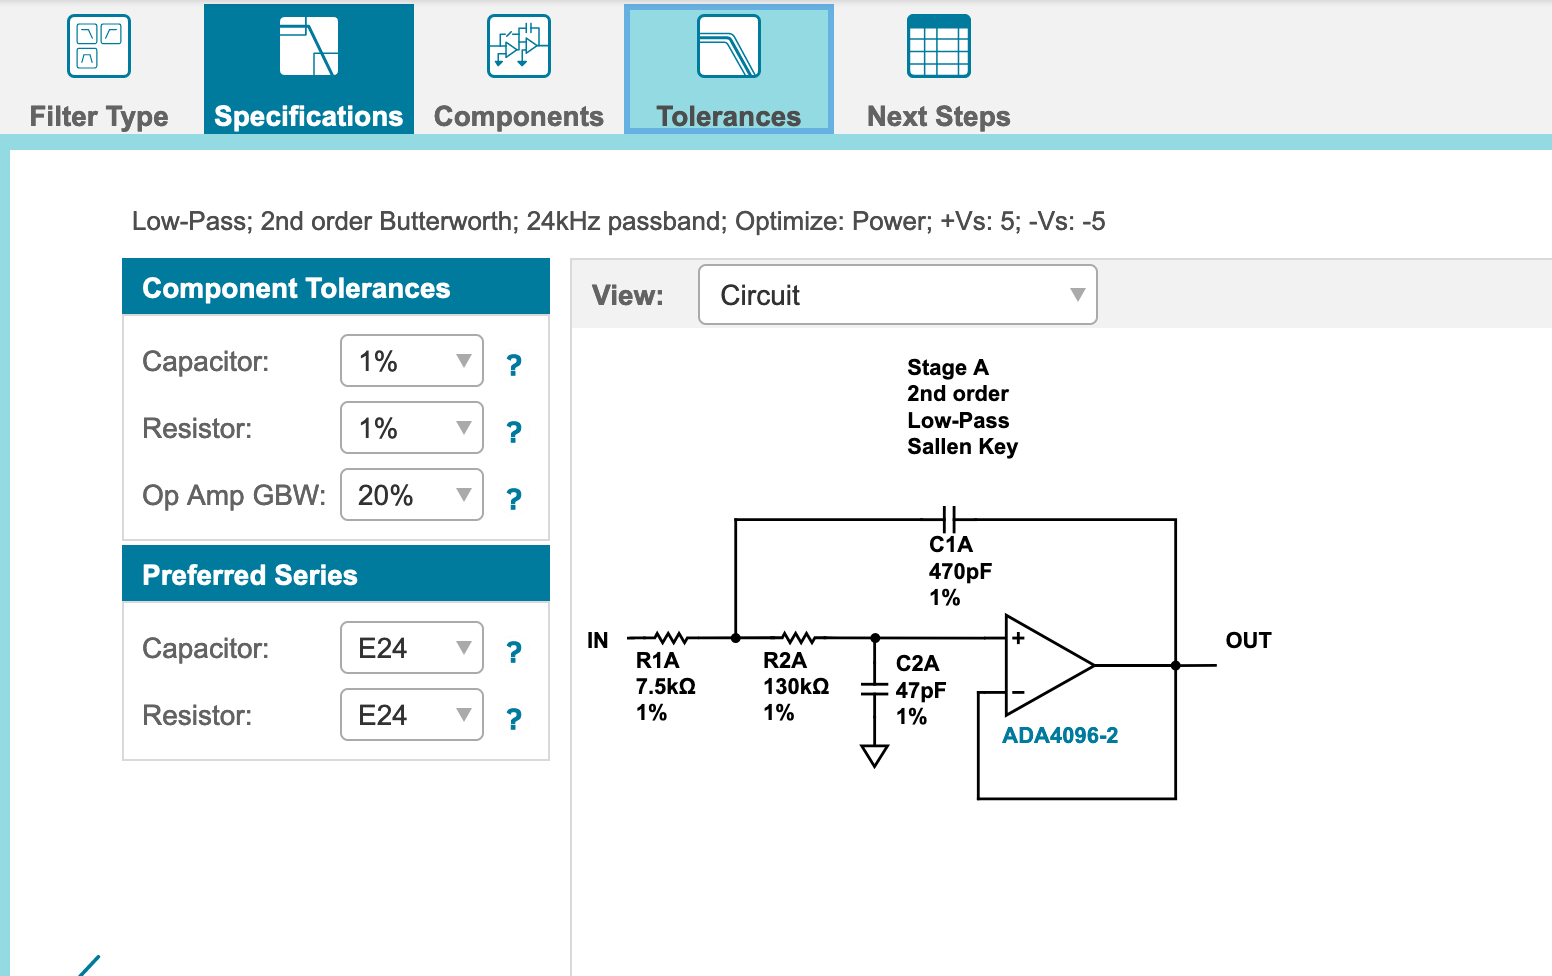 Filter Type
Specifications
Components
Tolerances
Next Steps
Low-Pass; 2nd order Butterworth; 24kHz passband; Optimize: Power; +Vs: 5; -Vs: -5
Component Tolerances
Capacitor: 1% ?
Resistor: 1% ?
Op Amp GBW: 20% ?
Preferred Series
Capacitor: E24 ?
Resistor: E24 ?
View: Circuit
Stage A
2nd order
Low-Pass
Sallen Key
C1A
470pF
1%
IN
R1A
7.5kΩ
1%
R2A
130kΩ
1%
C2A
47pF
1%
+
−
ADA4096-2
OUT